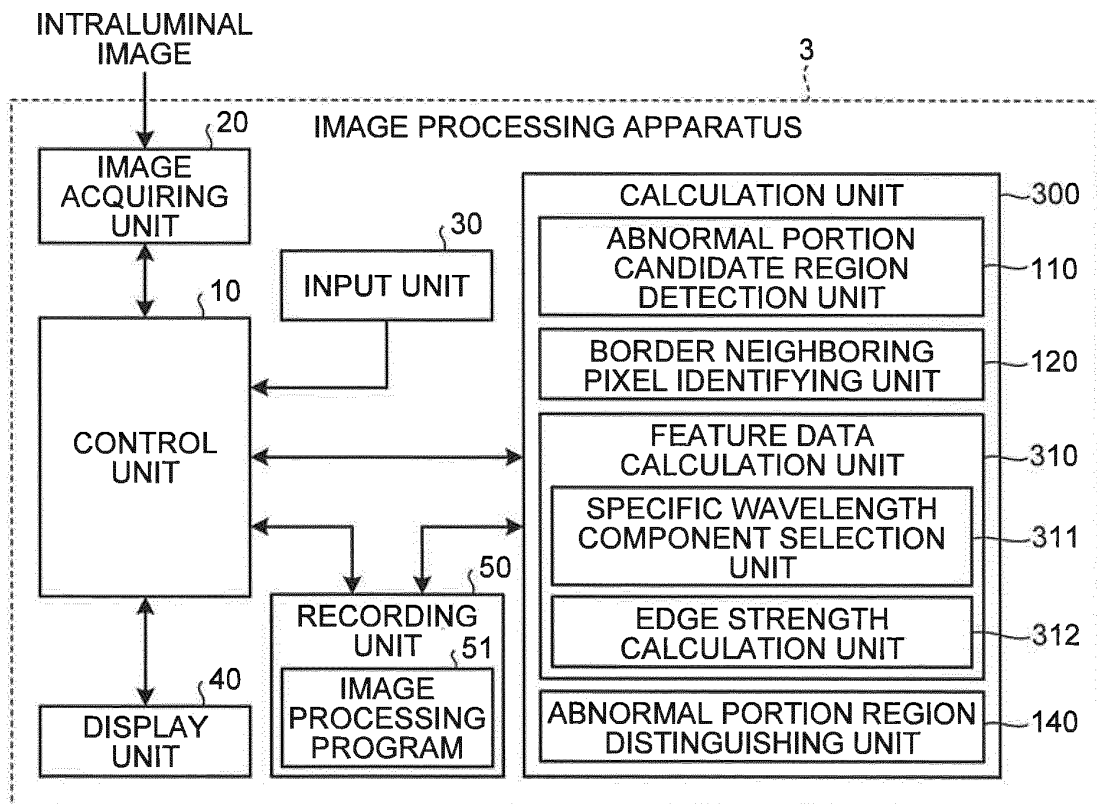 INTRALUMINAL
IMAGE
3
IMAGE PROCESSING APPARATUS
20
IMAGE
ACQUIRING
UNIT
30
INPUT UNIT
10
CONTROL
UNIT
40
DISPLAY
UNIT
50
RECORDING
UNIT
51
IMAGE
PROCESSING
PROGRAM
CALCULATION UNIT
300
ABNORMAL PORTION
CANDIDATE REGION
DETECTION UNIT
110
BORDER NEIGHBORING
PIXEL IDENTIFYING UNIT
120
FEATURE DATA
CALCULATION UNIT
310
SPECIFIC WAVELENGTH
COMPONENT SELECTION
UNIT
311
EDGE STRENGTH
CALCULATION UNIT
312
ABNORMAL PORTION REGION
DISTINGUISHING UNIT
140